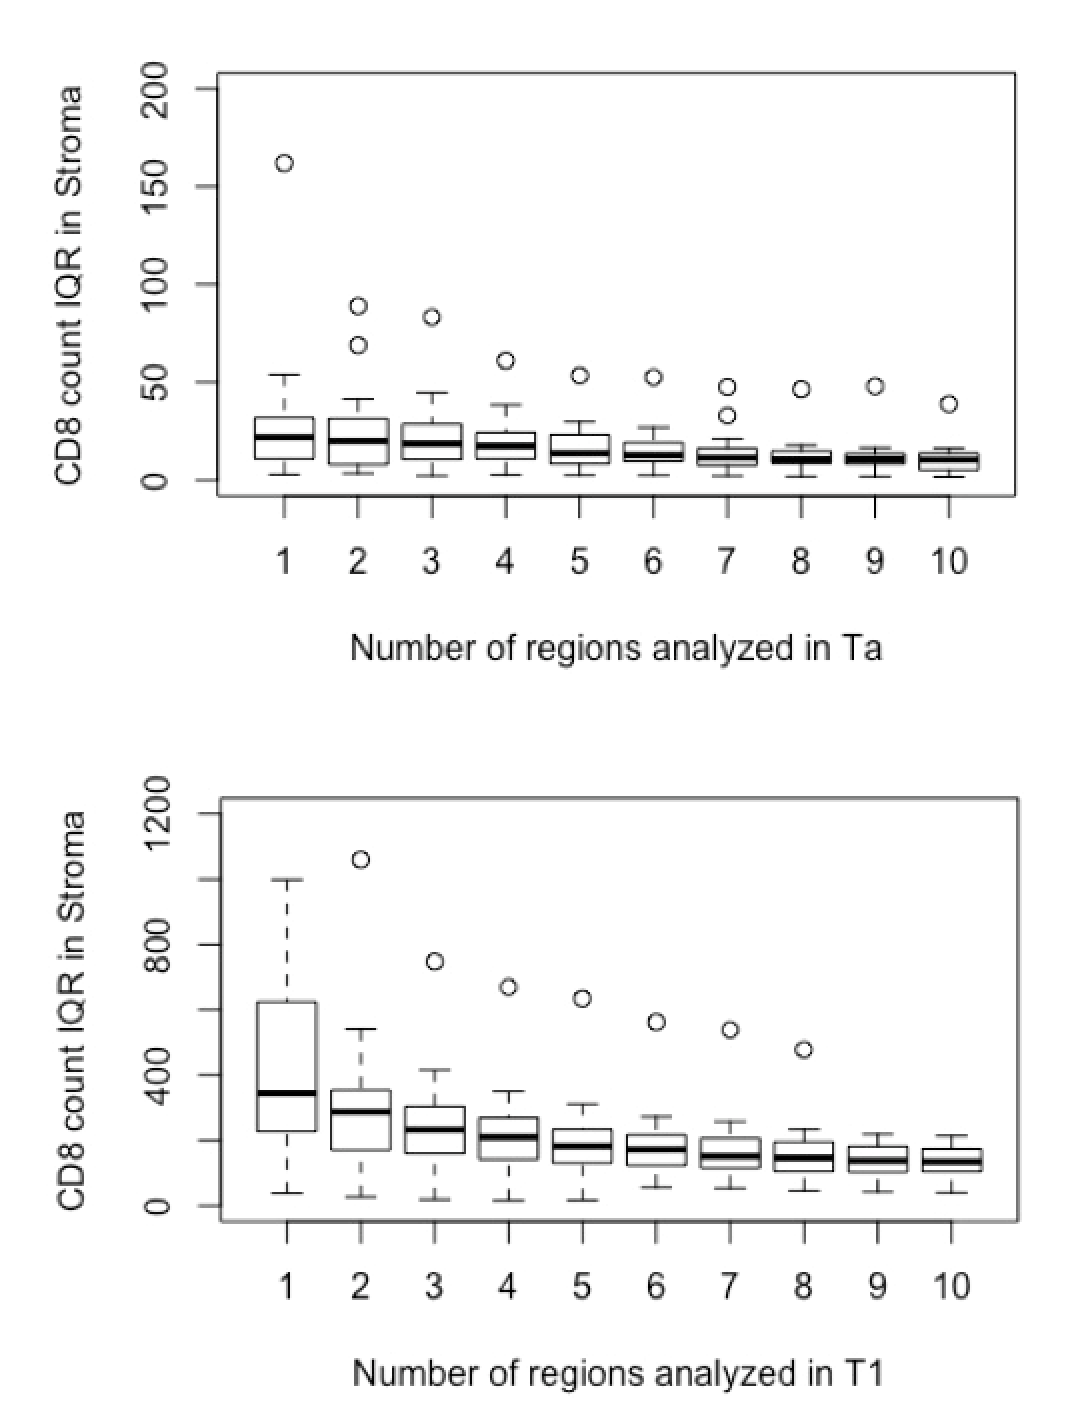 CD8 count IQR in Stroma
200
150
100
50
0
1 2 3 4 5 6 7 8 9 10
Number of regions analyzed in Ta
CD8 count IQR in Stroma
1200
800
400
0
1 2 3 4 5 6 7 8 9 10
Number of regions analyzed in T1